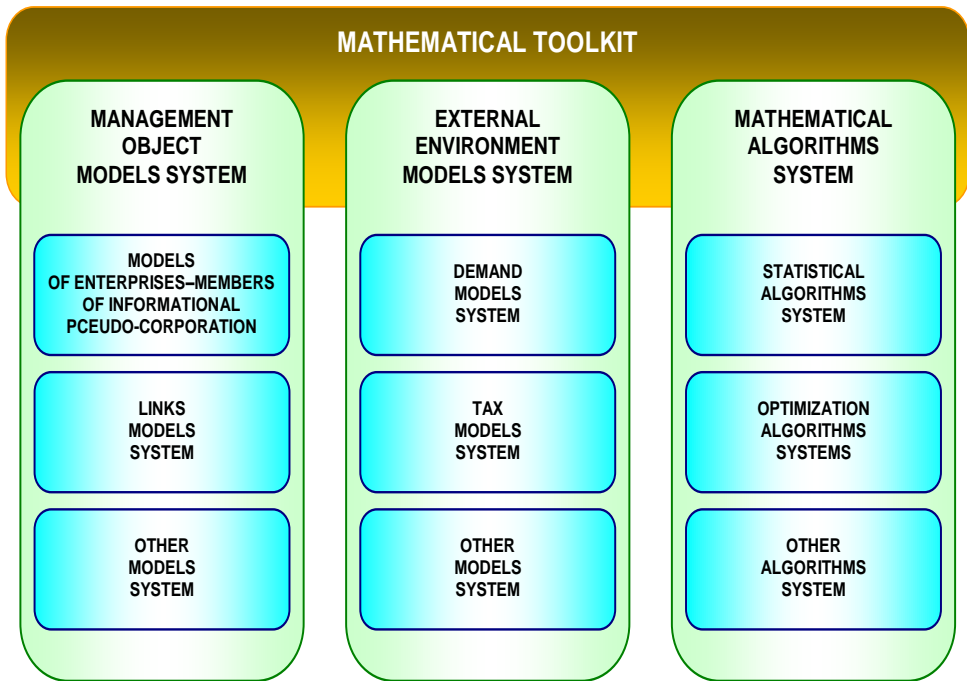 MATHEMATICAL TOOLKIT
MANAGEMENT
OBJECT
MODELS SYSTEM
MODELS
OF ENTERPRISES–MEMBERS
OF INFORMATIONAL
PCEUDO-CORPORATION
LINKS
MODELS
SYSTEM
OTHER
MODELS
SYSTEM
EXTERNAL
ENVIRONMENT
MODELS SYSTEM
DEMAND
MODELS
SYSTEM
TAX
MODELS
SYSTEM
OTHER
MODELS
SYSTEM
MATHEMATICAL
ALGORITHMS
SYSTEM
STATISTICAL
ALGORITHMS
SYSTEM
OPTIMIZATION
ALGORITHMS
SYSTEMS
OTHER
ALGORITHMS
SYSTEM